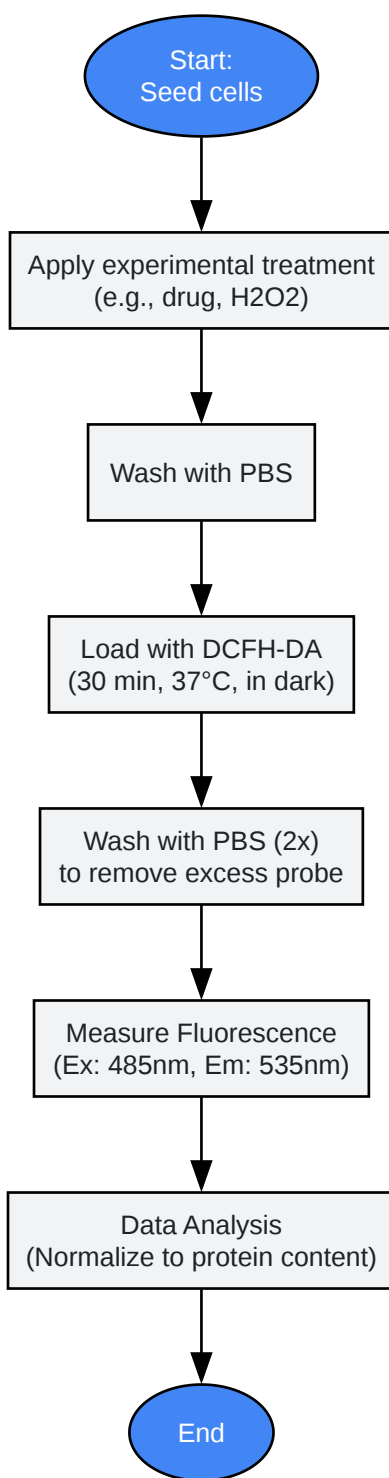 Start:
Seed cells
Apply experimental treatment
(e.g., drug, H2O2)
Wash with PBS
Load with DCFH-DA
(30 min, 37°C, in dark)
Wash with PBS (2x)
to remove excess probe
Measure Fluorescence
(Ex: 485nm, Em: 535nm)
Data Analysis
(Normalize to protein content)
End